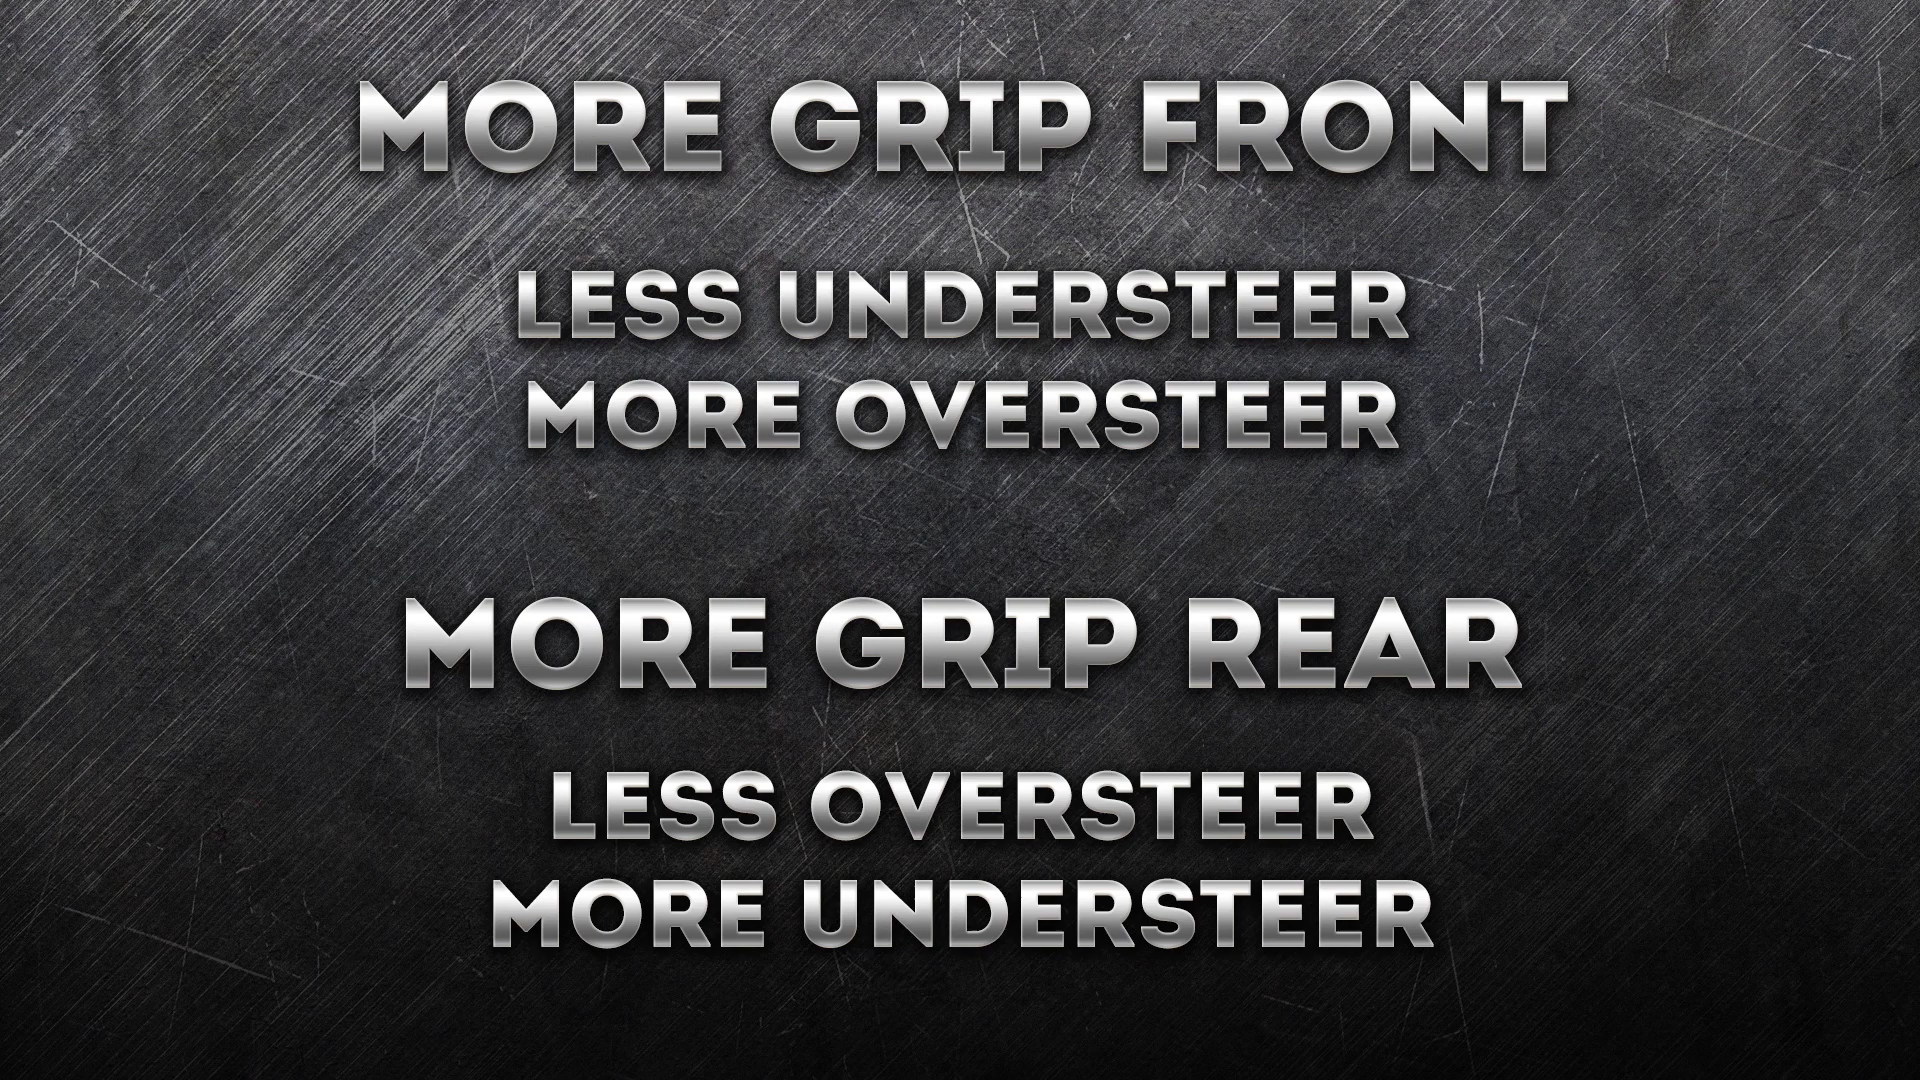 MORE GRIP FRONT
LESS UNDERSTEER
MORE OVERSTEER
MORE GRIP REAR
LESS OVERSTEER
MORE UNDERSTEER